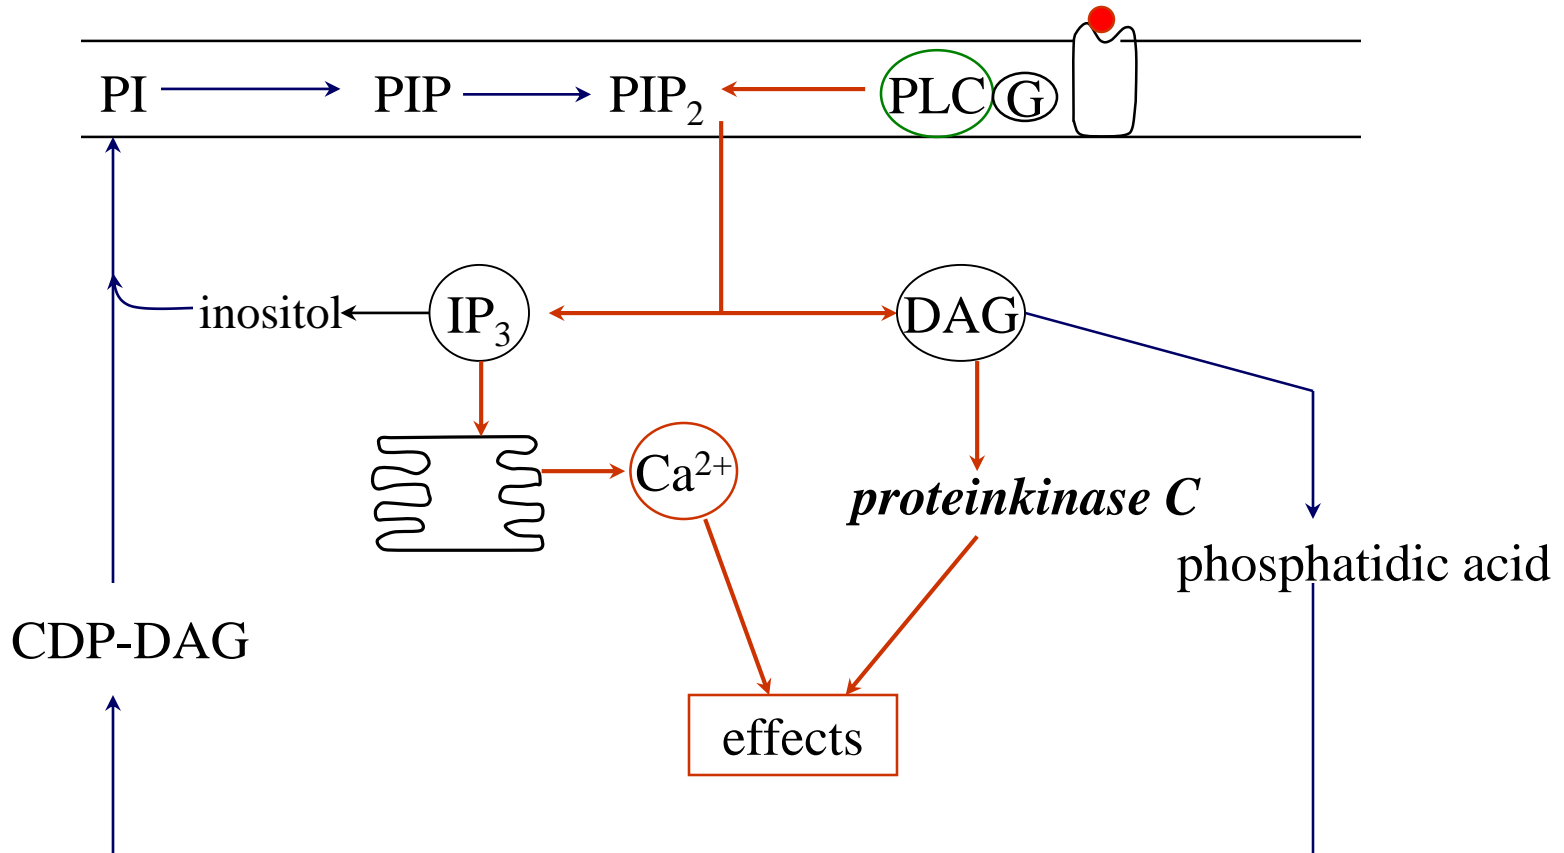 PI PIP PIP₂ PLC G
inositol IP₃ DAG
Ca²⁺
proteinkinase C
phosphatidic acid
CDP-DAG
effects